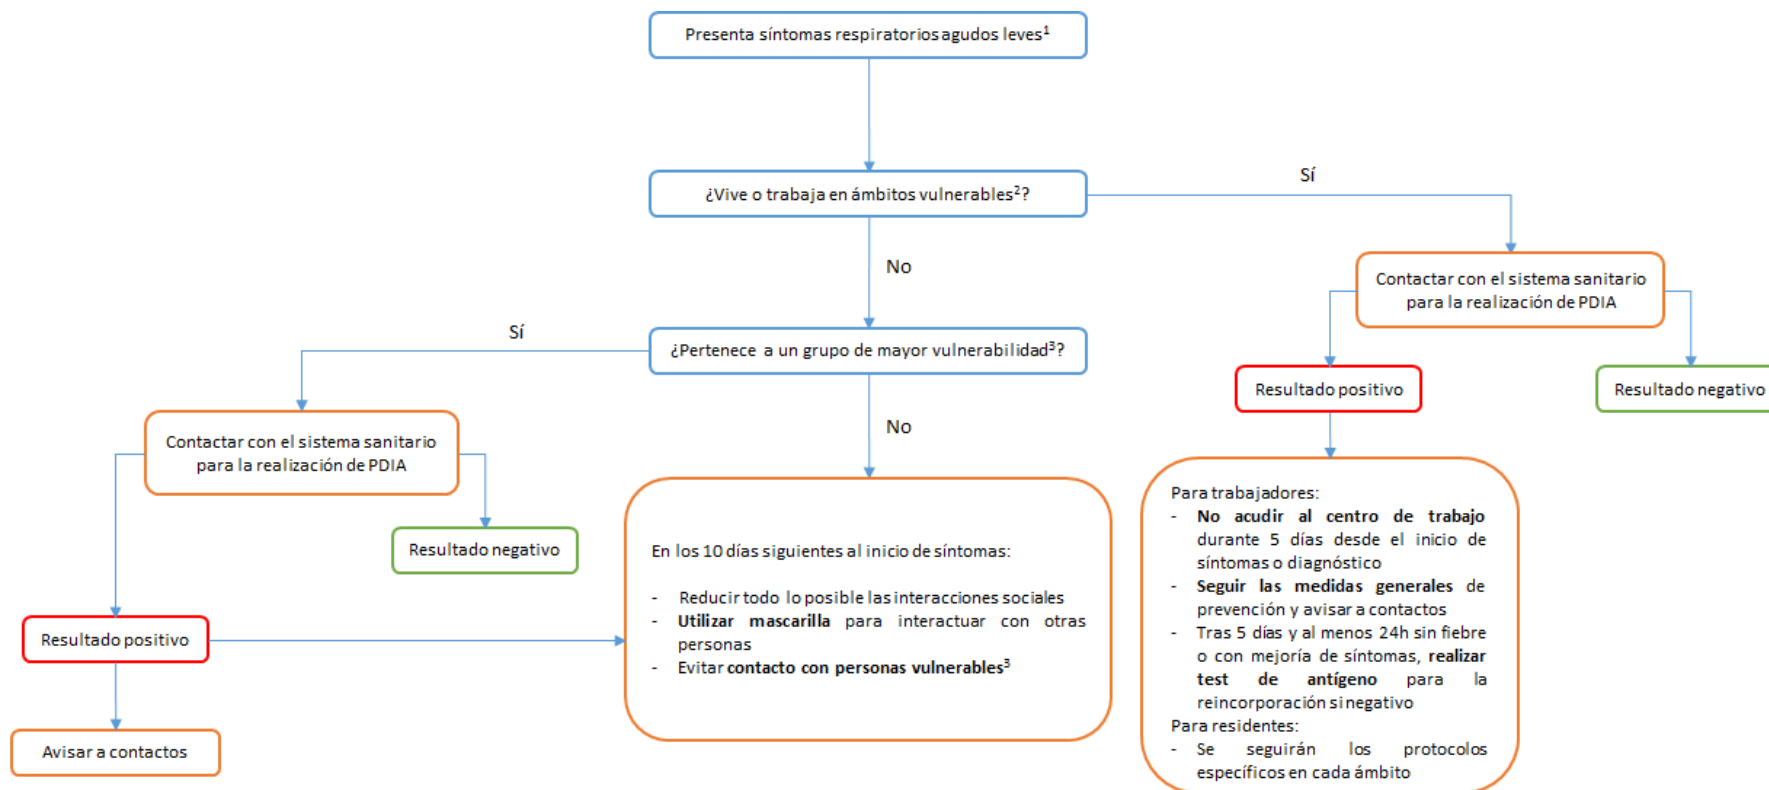 Presenta síntomas respiratorios agudos leves¹
¿Vive o trabaja en ámbitos vulnerables²?
Sí
No
Contactar con el sistema sanitario
para la realización de PDIA
Sí
¿Pertenece a un grupo de mayor vulnerabilidad³?
Resultado positivo
Resultado negativo
No
Contactar con el sistema sanitario
para la realización de PDIA
Resultado negativo
Resultado positivo
Avisar a contactos
En los 10 días siguientes al inicio de síntomas:
- Reducir todo lo posible las interacciones sociales
- Utilizar mascarilla para interactuar con otras
personas
- Evitar contacto con personas vulnerables³
Para trabajadores:
- No acudir al centro de trabajo
durante 5 días desde el inicio de
síntomas o diagnóstico
- Seguir las medidas generales de
prevención y avisar a contactos
- Tras 5 días y al menos 24h sin fiebre
o con mejoría de síntomas, realizar
test de antígeno para la
reincorporación si negativo
Para residentes:
- Se seguirán los protocolos
específicos en cada ámbito